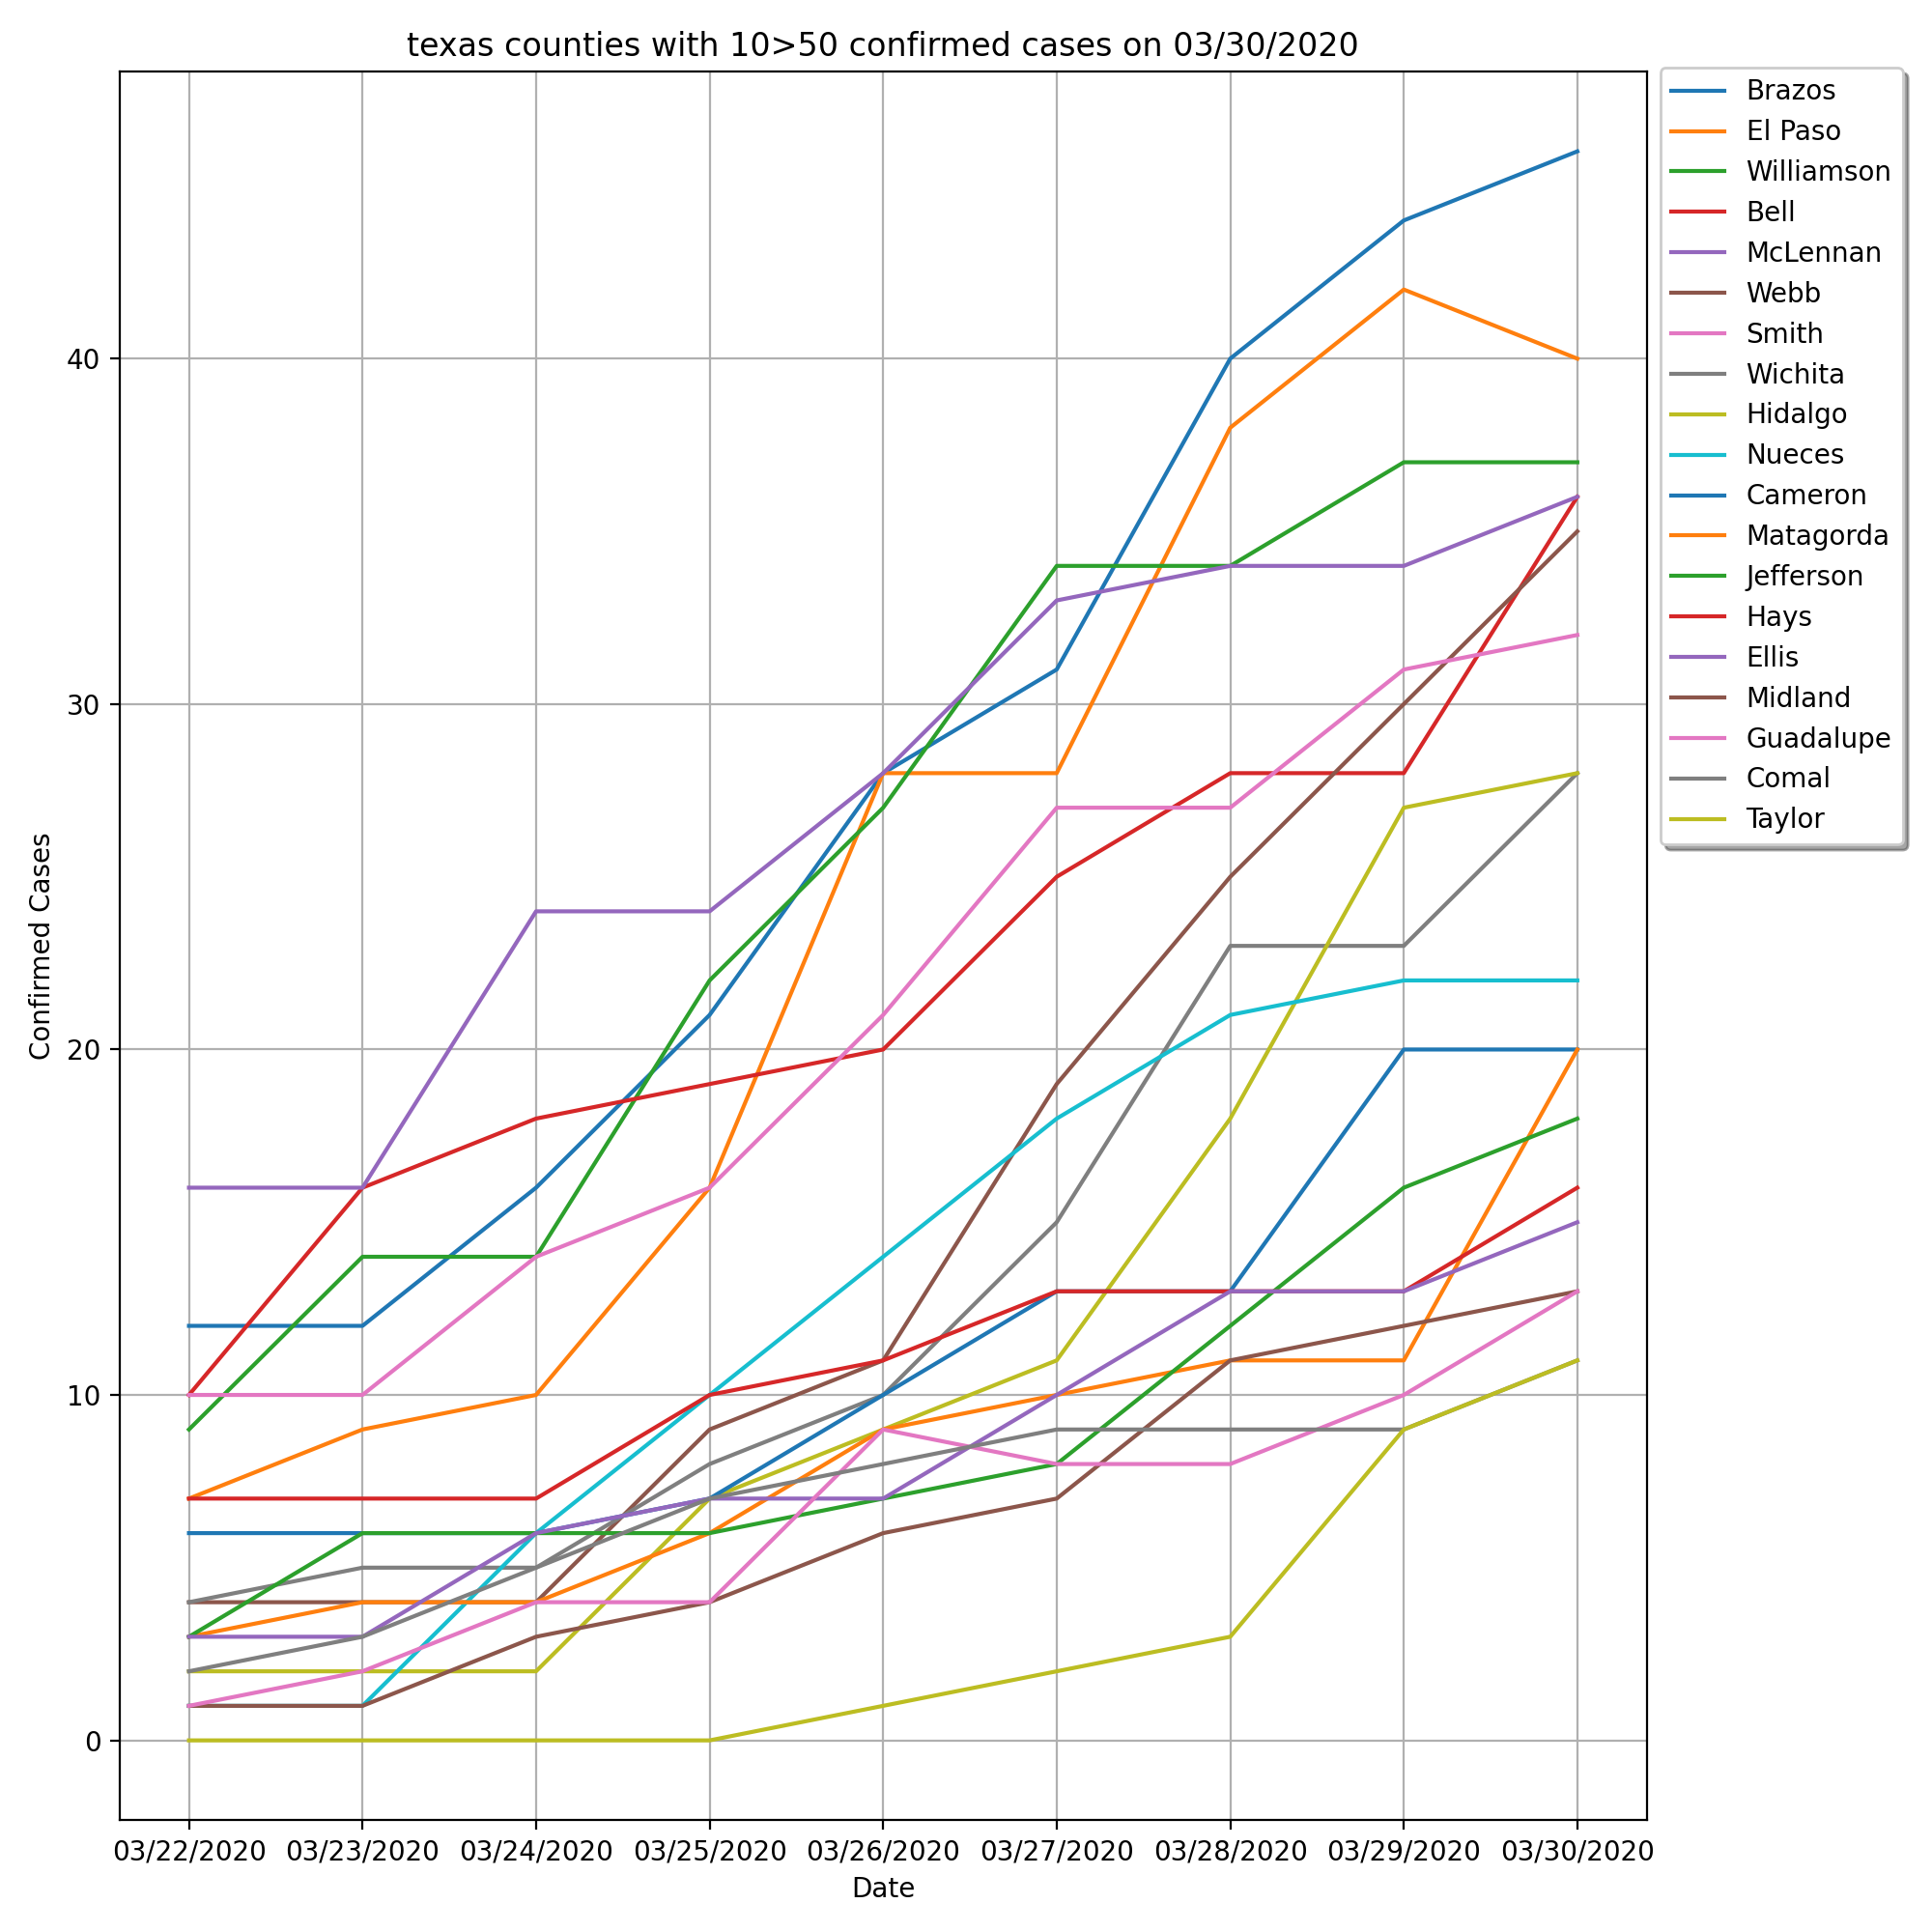 texas counties with 10>50 confirmed cases on 03/30/2020
Brazos
El Paso
Williamson
Bell
McLennan
Webb
Smith
Wichita
Hidalgo
Nueces
Cameron
Matagorda
Jefferson
Hays
Ellis
Midland
Guadalupe
Comal
Taylor
Confirmed Cases
40
30
20
10
0
03/22/2020 03/23/2020 03/24/2020 03/25/2020 03/26/2020 03/27/2020 03/28/2020 03/29/2020 03/30/2020
Date